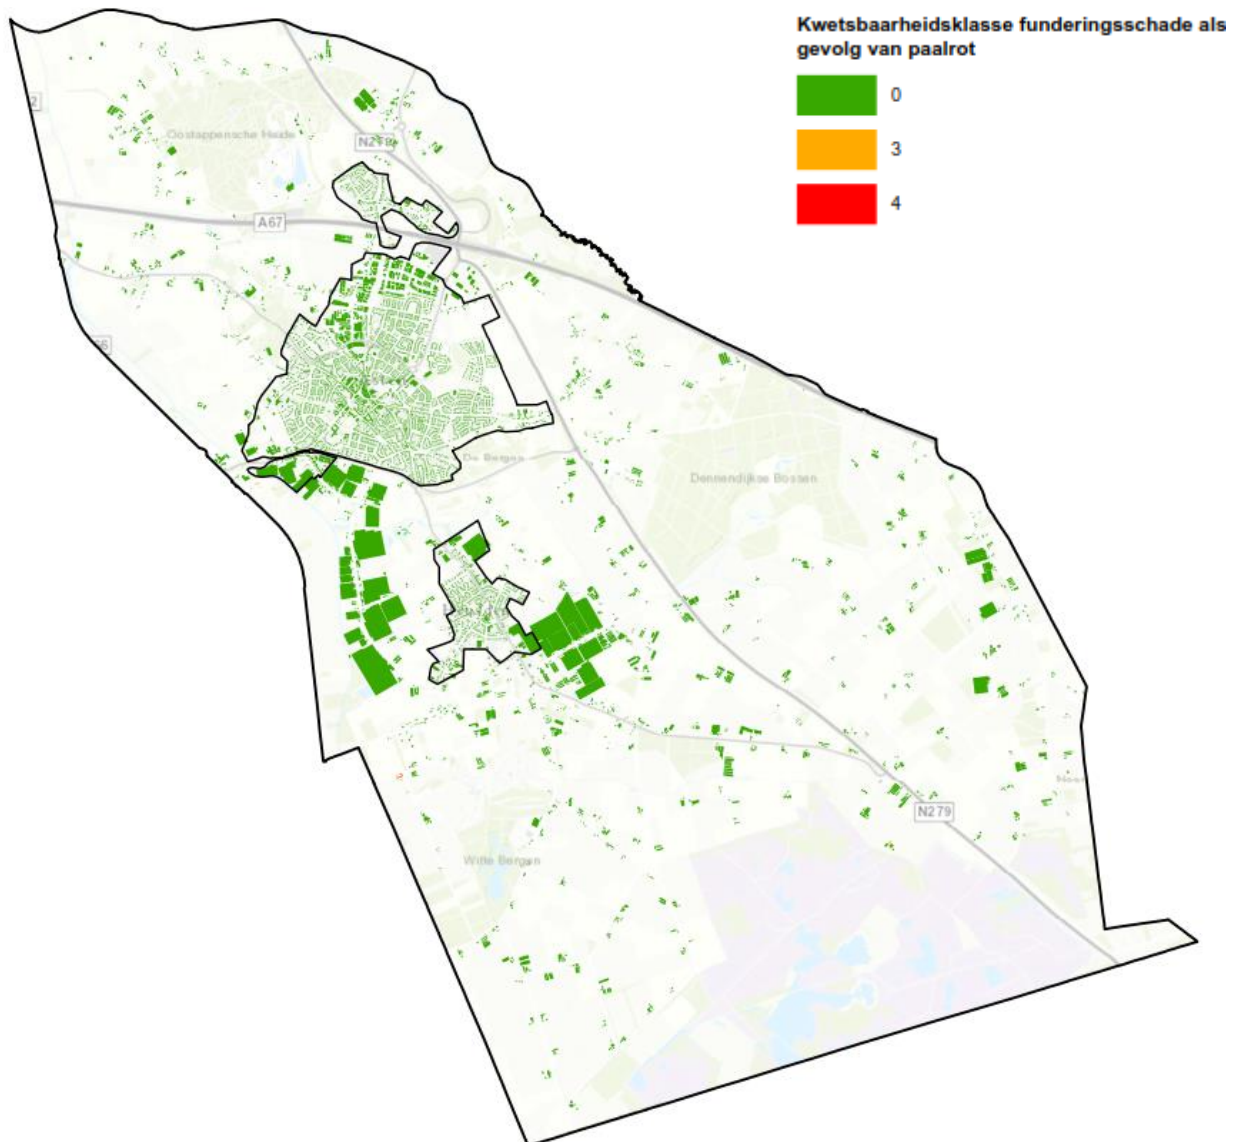 Kwetsbaarheidsklasse funderingsschade als
gevolg van paalrot
0
3
4
Oostappensche Heide
A67
De Bergen
Dennendijkse Bossen
N279
Witte Bergen